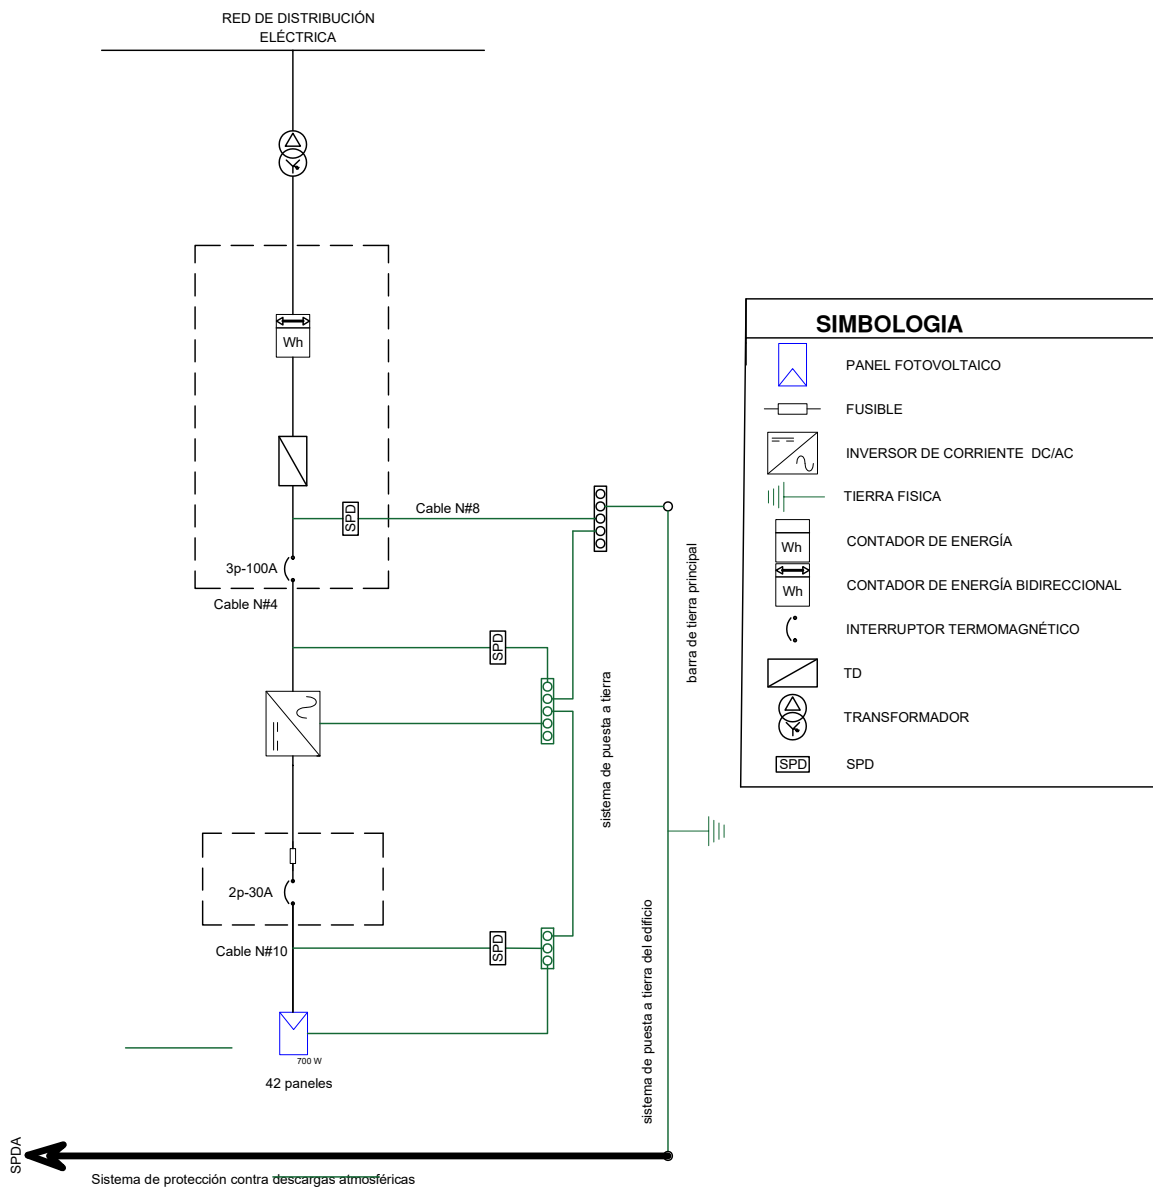 RED DE DISTRIBUCIÓN
ELÉCTRICA
Wh
SPD
Cable N#8
3p-100A
Cable N#4
SPD
barra de tierra principal
sistema de puesta a tierra
2p-30A
Cable N#10
SPD
sistema de puesta a tierra del edificio
700 W
42 paneles
SPDA
Sistema de protección contra descargas atmosféricas
SIMBOLOGIA
PANEL FOTOVOLTAICO
FUSIBLE
INVERSOR DE CORRIENTE DC/AC
TIERRA FISICA
Wh
CONTADOR DE ENERGÍA
Wh
CONTADOR DE ENERGÍA BIDIRECCIONAL
INTERRUPTOR TERMOMAGNÉTICO
TD
TRANSFORMADOR
SPD
SPD